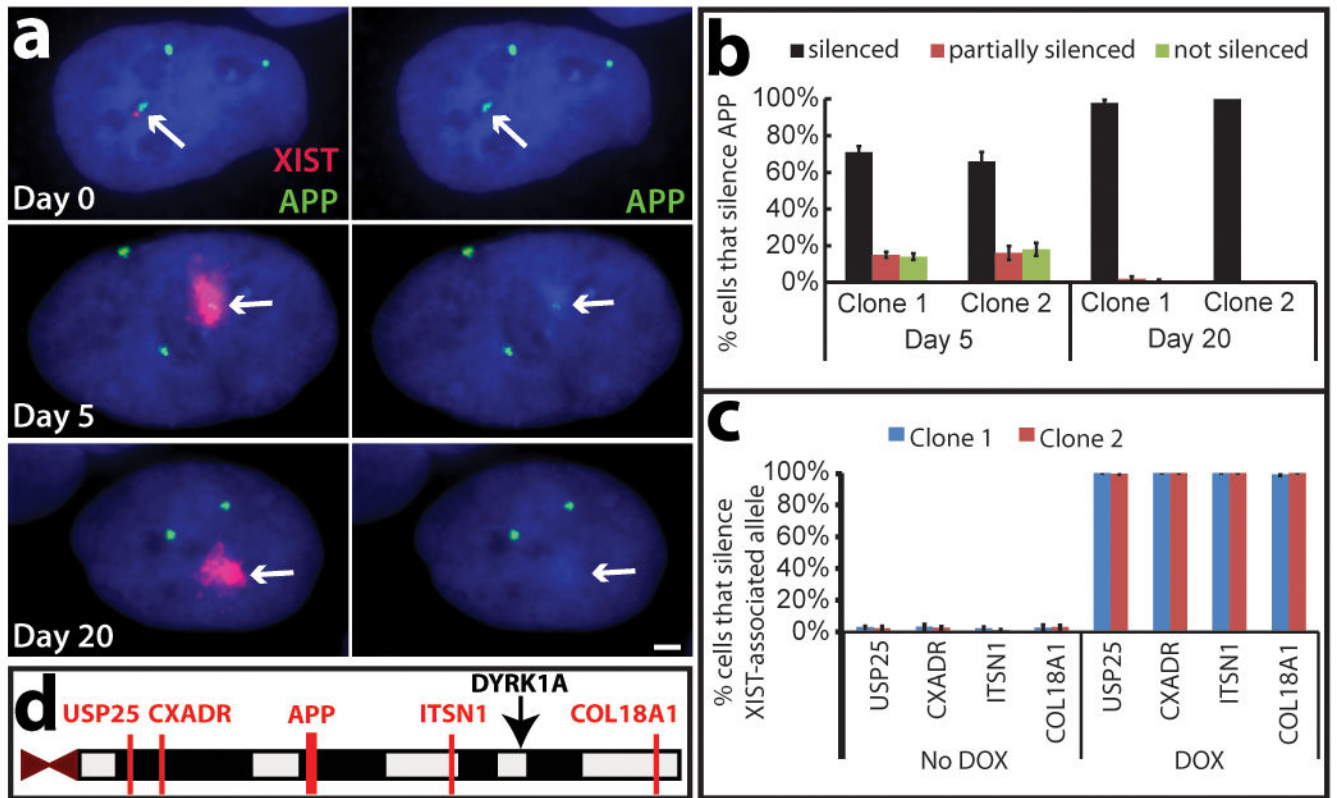 a
XIST
APP
APP
Day 0
Day 5
Day 20
b
silenced partially silenced not silenced
% cells that silence APP
100%
80%
60%
40%
20%
0%
Clone 1 Clone 2 Clone 1 Clone 2
Day 5 Day 20
c
Clone 1 Clone 2
% cells that silence
XIST-associated allele
100%
80%
60%
40%
20%
0%
USP25
CXADR
ITSN1
COL18A1
USP25
CXADR
ITSN1
COL18A1
No DOX DOX
d
DYRK1A
USP25 CXADR APP ITSN1 COL18A1